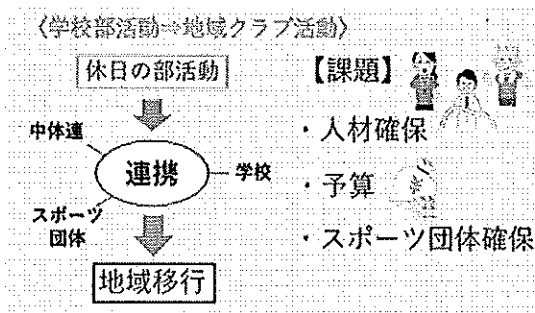 〈学校部活動⇒地域クラブ活動〉
休日の部活動
中体連
連携
学校
スポーツ
団体
地域移行
【課題】
・人材確保
・予算
・スポーツ団体確保